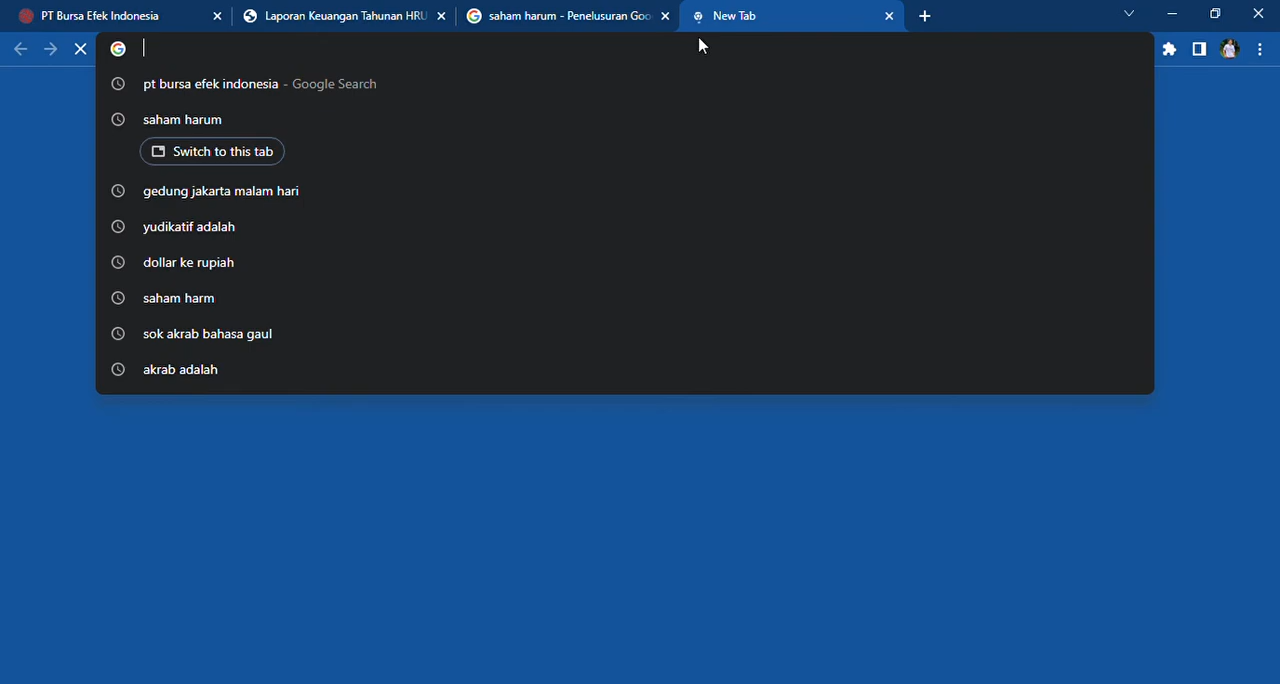 PT Bursa Efek Indonesia
Laporan Keuangan Tahunan HRU
saham harum - Penelusuran Goo
New Tab
pt bursa efek indonesia - Google Search
saham harum
Switch to this tab
gedung jakarta malam hari
yudikatif adalah
dollar ke rupiah
saham harm
sok akrab bahasa gaul
akrab adalah